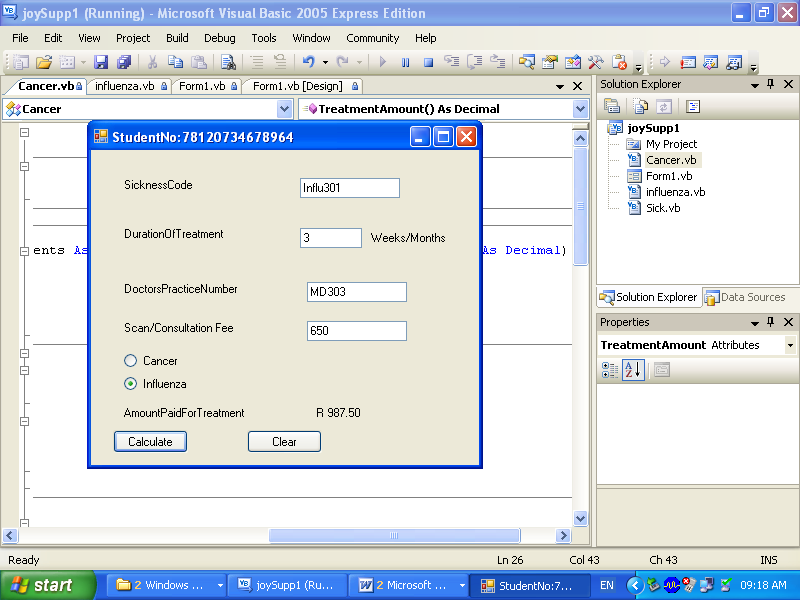 joySupp1 (Running) - Microsoft Visual Basic 2005 Express Edition
File Edit View Project Build Debug Tools Window Community Help
Cancer.vb influenza.vb Form1.vb Form1.vb [Design]
Cancer TreatmentAmount() As Decimal
StudentNo:78120734678964
SicknessCode Influ301
DurationOfTreatment 3 Weeks/Months
ents As As Decimal)
DoctorsPracticeNumber MD303
Scan/Consultation Fee 650
Cancer
Influenza
AmountPaidForTreatment R 987.50
Calculate Clear
Solution Explorer
joySupp1
My Project
Cancer.vb
Form1.vb
influenza.vb
Sick.vb
Solution Explorer Data Sources
Properties
TreatmentAmount Attributes
Ready Ln 26 Col 43 Ch 43 INS
start 2 Windows ... joySupp1 (Ru... 2 Microsoft ... StudentNo:7... EN 09:18 AM